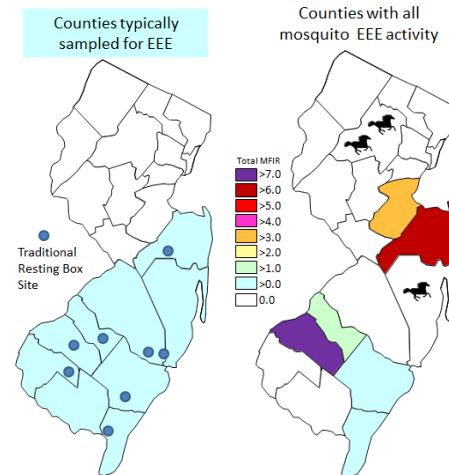 Counties typically
sampled for EEE
Counties with all
mosquito EEE activity
Traditional
Resting Box
Site
Total MFIR
>7.0
>6.0
>5.0
>4.0
>3.0
>2.0
>1.0
>0.0
0.0